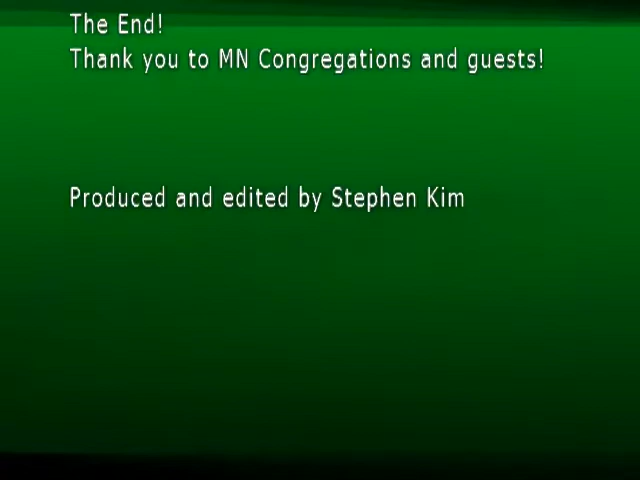 The End!
Thank you to MN Congregations and guests!
Produced and edited by Stephen Kim